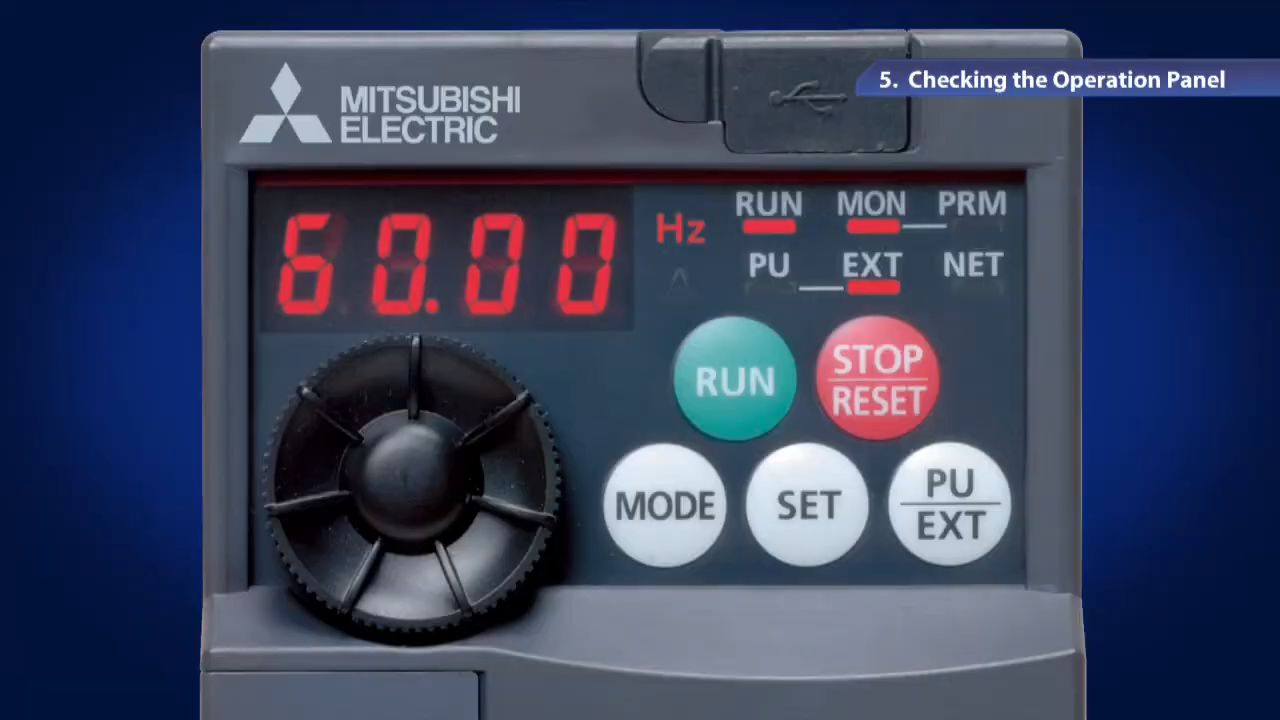 5. Checking the Operation Panel
MITSUBISHI
ELECTRIC
60.00
Hz
A
RUN MON PRM
PU EXT NET
RUN
STOP
RESET
MODE
SET
PU
EXT